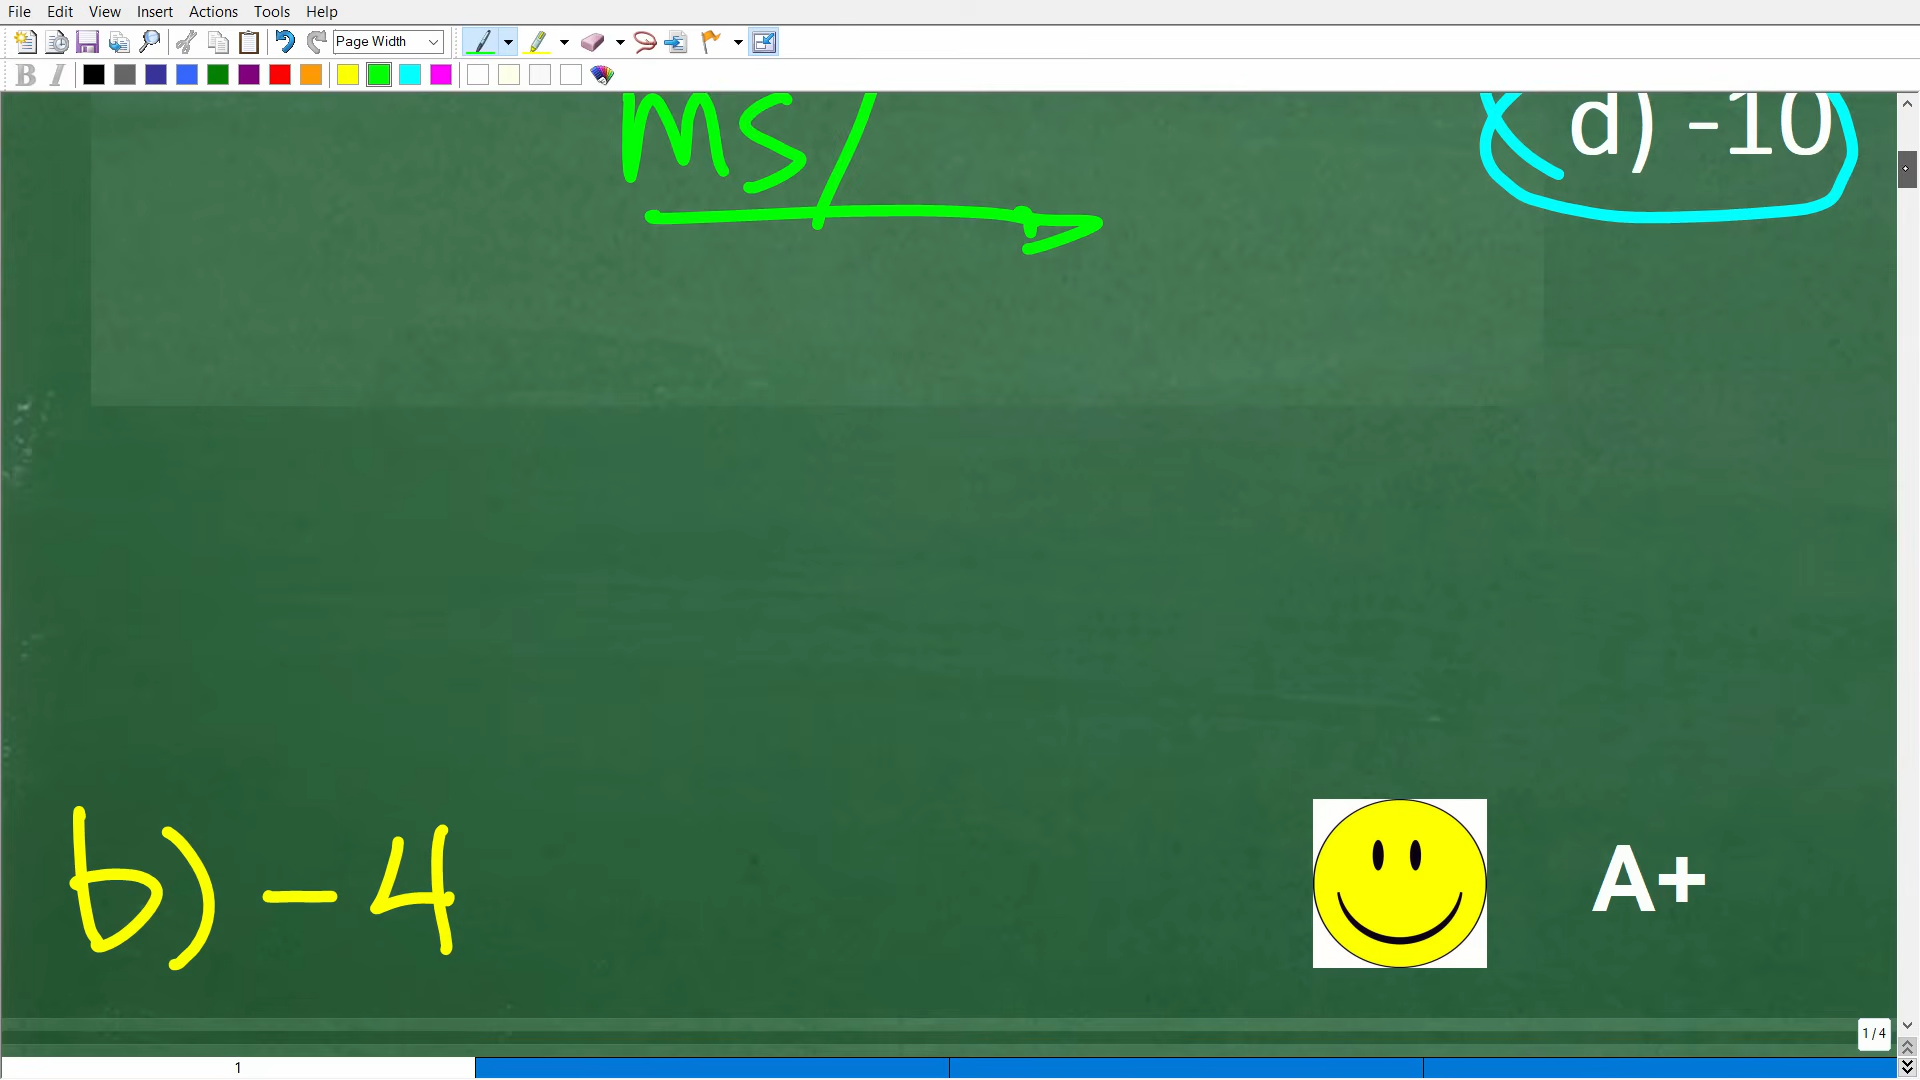 File Edit View Insert Actions Tools Help
Page Width
B I
ms/
d) -10
b) -4
A+
1 / 4
1